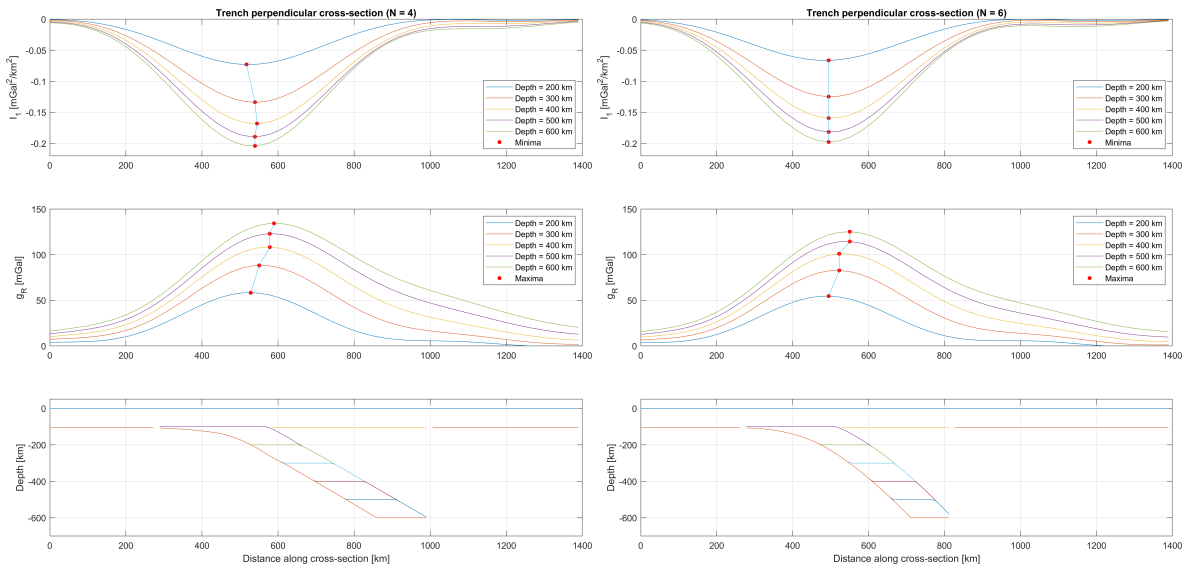 Trench perpendicular cross-section (N = 4)
0
-0.05
-0.1
-0.15
-0.2
I1 [mGal2/km2]
0 200 400 600 800 1000 1200 1400
Depth = 200 km
Depth = 300 km
Depth = 400 km
Depth = 500 km
Depth = 600 km
Minima
Trench perpendicular cross-section (N = 6)
0
-0.05
-0.1
-0.15
-0.2
I1 [mGal2/km2]
0 200 400 600 800 1000 1200 1400
Depth = 200 km
Depth = 300 km
Depth = 400 km
Depth = 500 km
Depth = 600 km
Minima
150
100
50
0
gR [mGal]
0 200 400 600 800 1000 1200 1400
Depth = 200 km
Depth = 300 km
Depth = 400 km
Depth = 500 km
Depth = 600 km
Maxima
150
100
50
0
gR [mGal]
0 200 400 600 800 1000 1200 1400
Depth = 200 km
Depth = 300 km
Depth = 400 km
Depth = 500 km
Depth = 600 km
Maxima
0
-200
-400
-600
Depth [km]
0 200 400 600 800 1000 1200 1400
Distance along cross-section [km]
0
-200
-400
-600
Depth [km]
0 200 400 600 800 1000 1200 1400
Distance along cross-section [km]